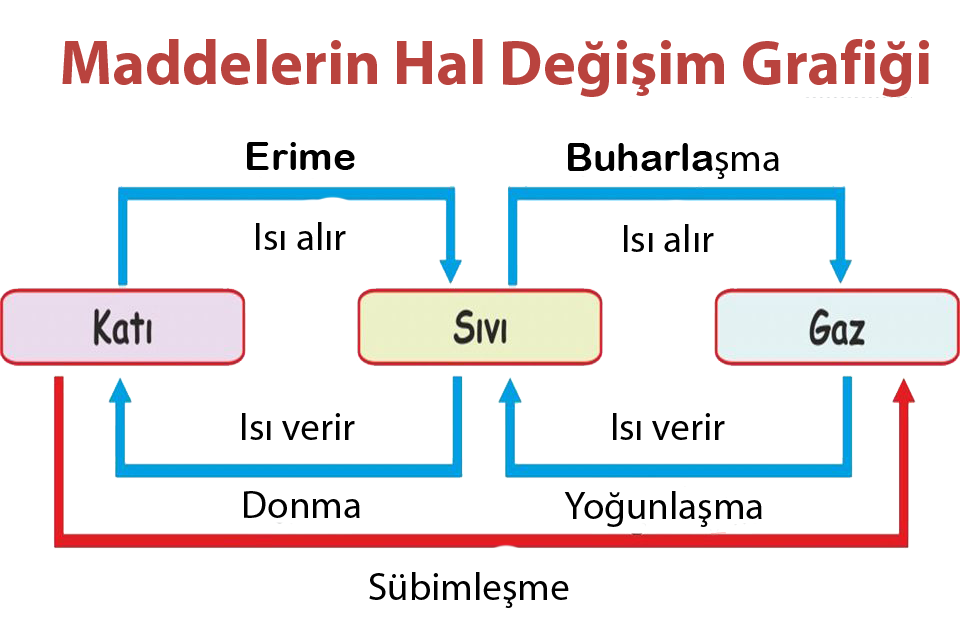 Maddelerin Hal Değişim Grafiği
Erime
Buharlaşma
Isı alır
Isı alır
Katı
Sıvı
Gaz
Isı verir
Isı verir
Donma
Yoğunlaşma
Sübimleşme